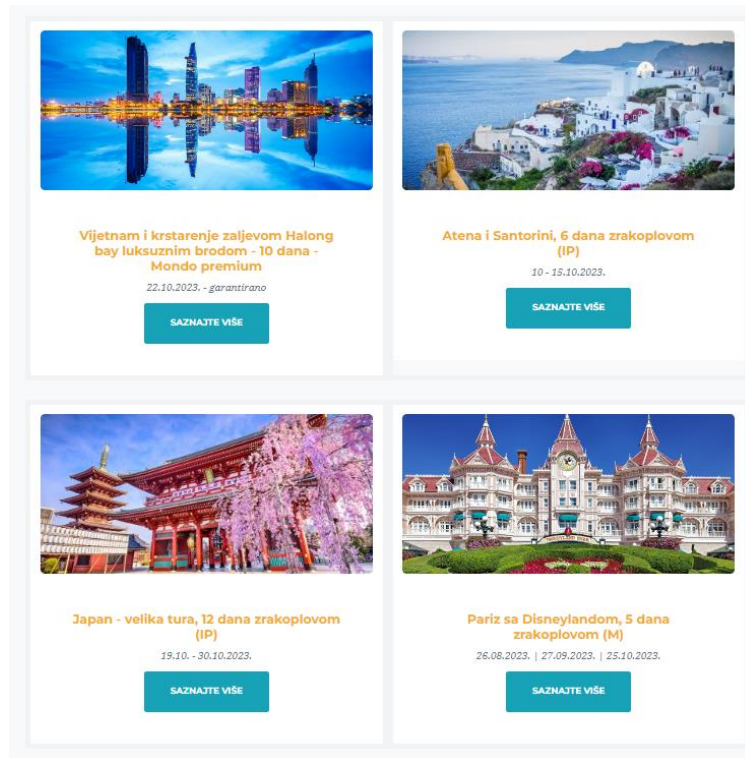 Vijetnam i krstarenje zaljevom Halong
bay luksuznim brodom - 10 dana -
Mondo premium
22.10.2023. - garantirano
SAZNAJTE VIŠE
Atena i Santorini, 6 dana zrakoplovom
(IP)
10 - 15.10.2023.
SAZNAJTE VIŠE
Japan - velika tura, 12 dana zrakoplovom
(IP)
19.10. - 30.10.2023.
SAZNAJTE VIŠE
Pariz sa Disneylandom, 5 dana
zrakoplovom (M)
26.08.2023. | 27.09.2023. | 25.10.2023.
SAZNAJTE VIŠE